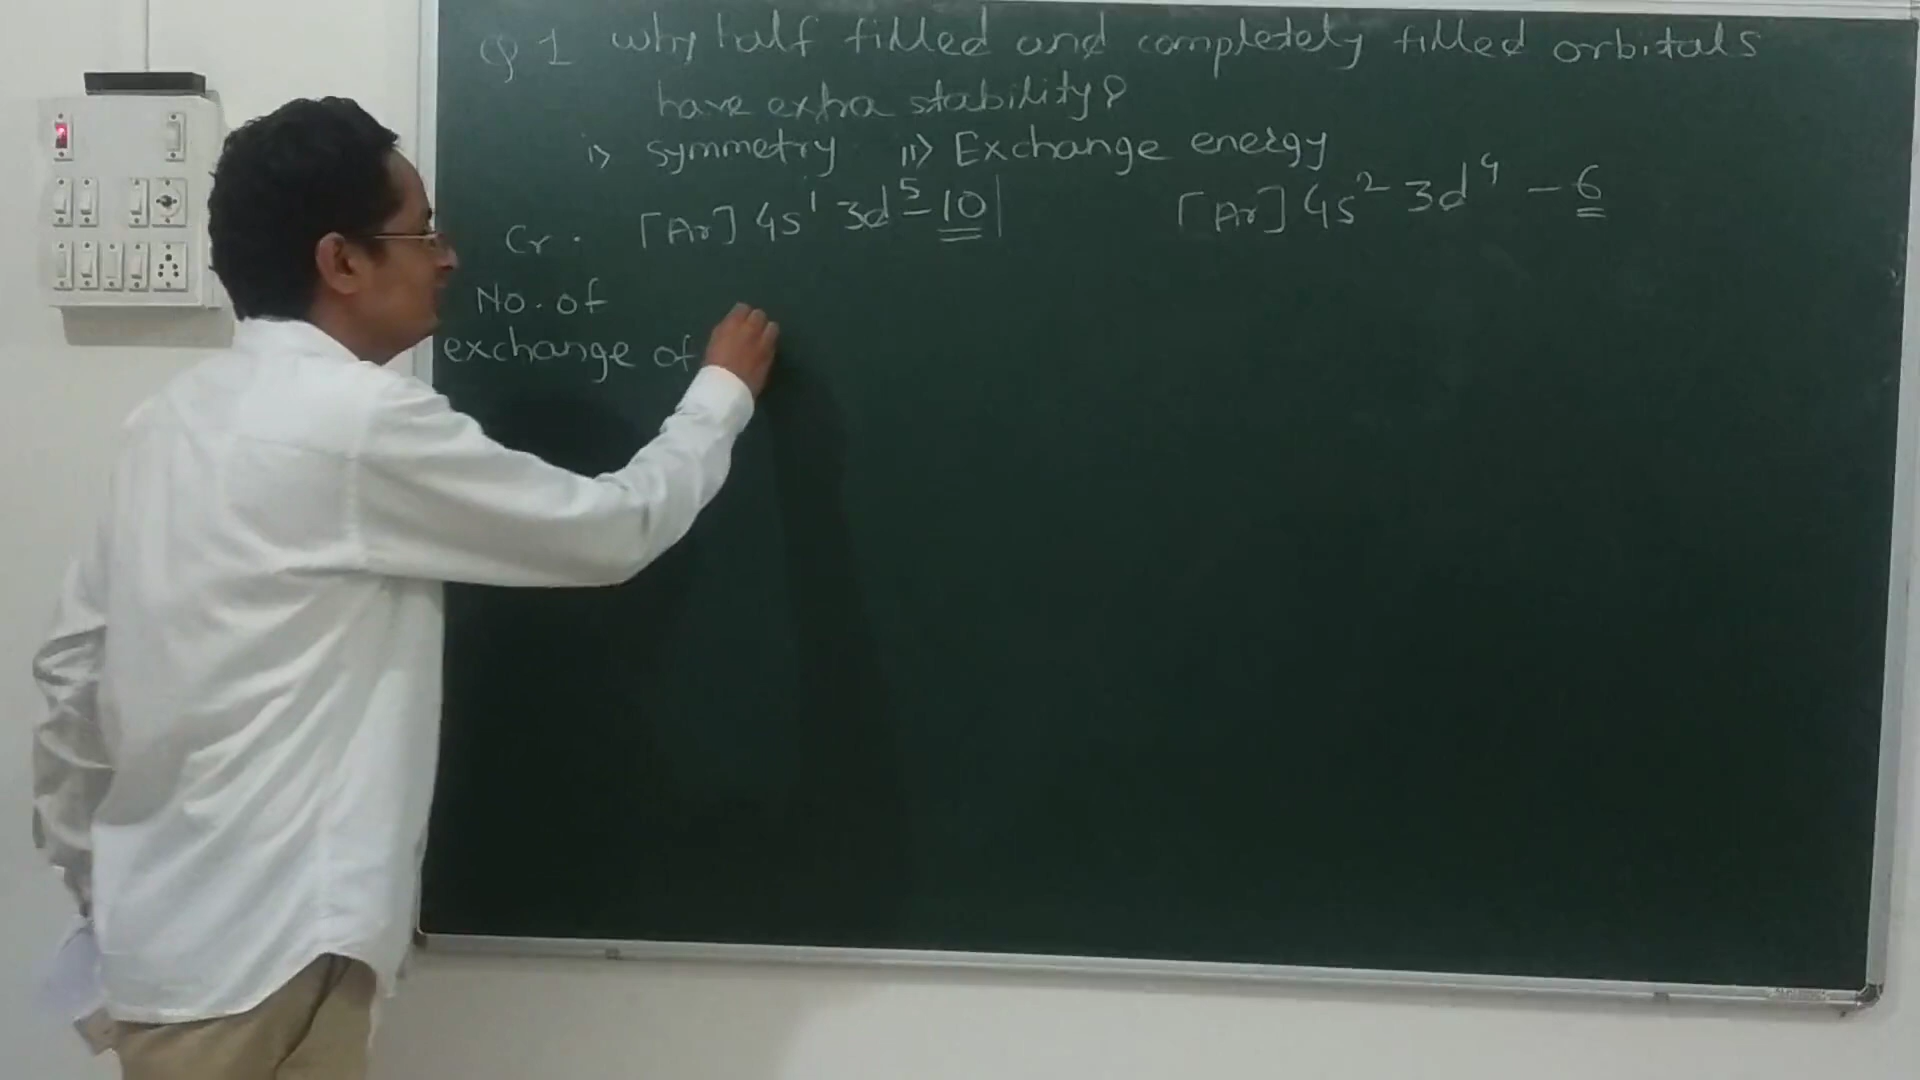 Q 1 why half filled and completely filled orbitals
have extra stability?
i> symmetry ii> Exchange energy
Cr. [Ar] 4s¹ 3d⁵ – 10 [Ar] 4s² 3d⁴ – 6
No. of
exchange of